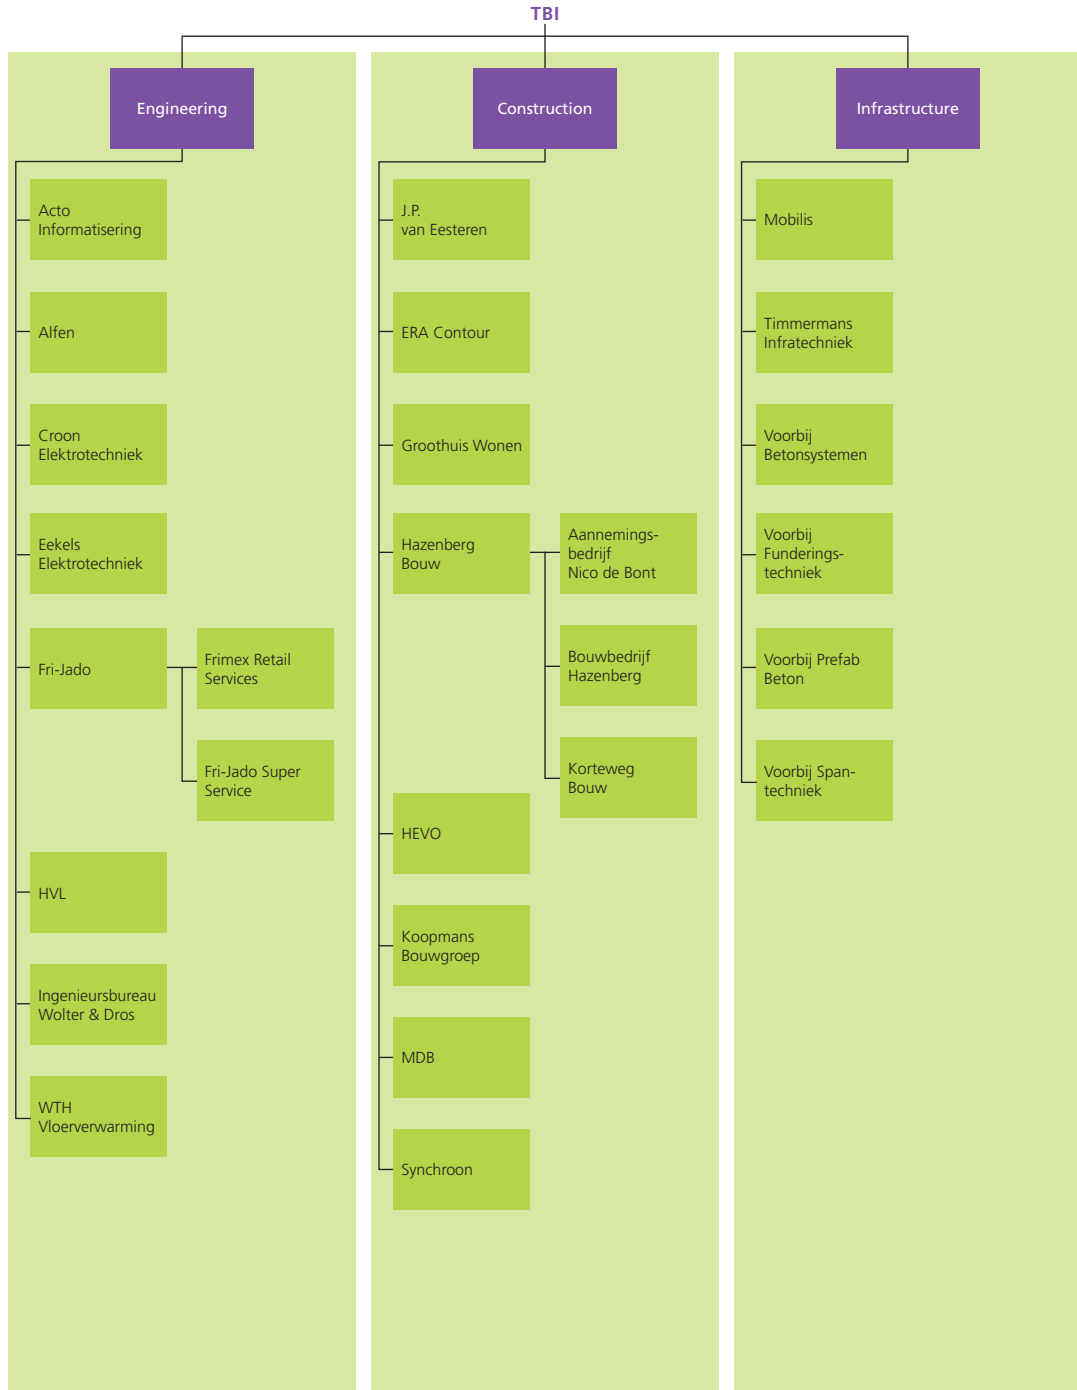 TBI
Engineering
Acto
Informatisering
Alfen
Croon
Elektrotechniek
Eekels
Elektrotechniek
Fri-Jado
Frimex Retail
Services
Fri-Jado Super
Service
HVL
Ingenieursbureau
Wolter & Dros
WTH
Vloerverwarming
Construction
J.P.
van Eesteren
ERA Contour
Groothuis Wonen
Hazenberg
Bouw
Aannemings-
bedrijf
Nico de Bont
Bouwbedrijf
Hazenberg
Korteweg
Bouw
HEVO
Koopmans
Bouwgroep
MDB
Synchroon
Infrastructure
Mobilis
Timmermans
Infratechniek
Voorbij
Betonsystemen
Voorbij
Funderings-
techniek
Voorbij Prefab
Beton
Voorbij Span-
techniek